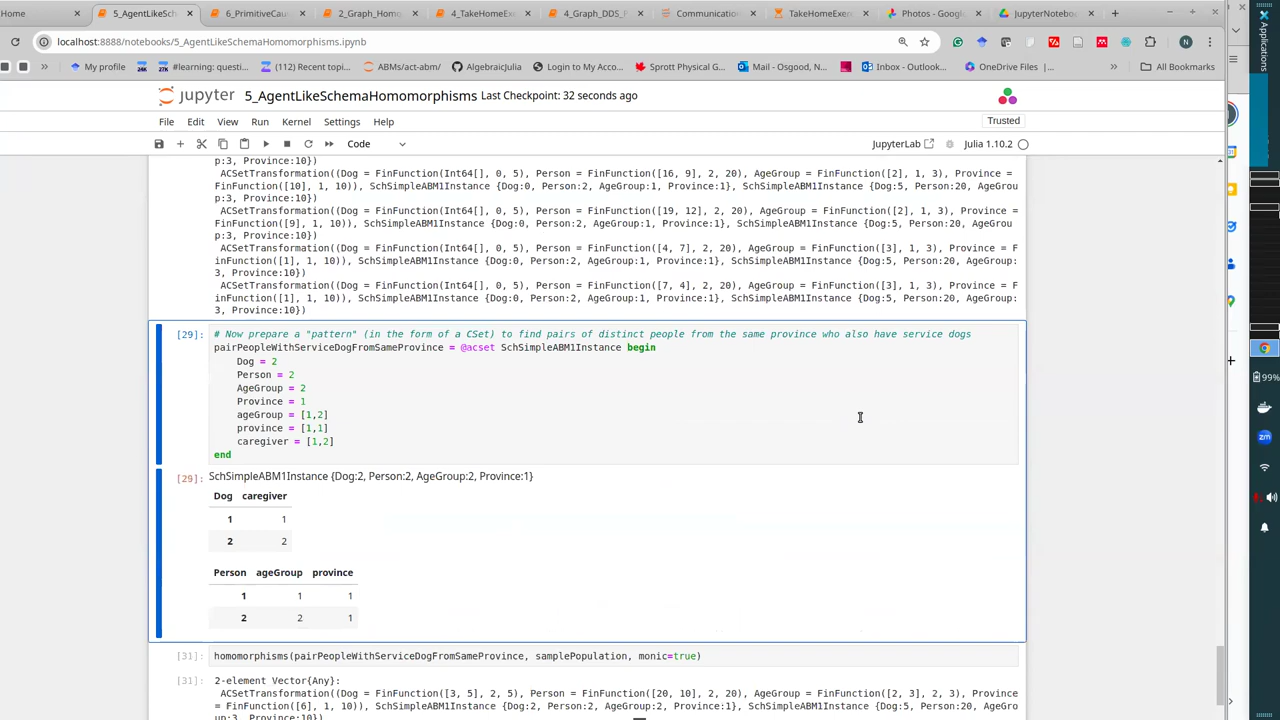 Home
5_AgentLikeSche
6_PrimitiveCau
2_Graph_Homo
4_TakeHomeExe
4_Graph_DDS_F
Communication
TakeHomeExerc
Photos - Google
JupyterNotebo
localhost:8888/notebooks/5_AgentLikeSchemaHomomorphisms.ipynb
My profile
#learning: questi...
(112) Recent topi...
ABMs/act-abm/
AlgebraicJulia
Log On to My Acco...
Sprott Physical G...
Mail - Osgood, N...
Inbox - Outlook...
OneDrive Files |...
All Bookmarks
jupyter 5_AgentLikeSchemaHomomorphisms Last Checkpoint: 32 seconds ago
File Edit View Run Kernel Settings Help
Trusted
Code
JupyterLab
Julia 1.10.2
p:3, Province:10})
ACSetTransformation((Dog = FinFunction(Int64[], 0, 5), Person = FinFunction([16, 9], 2, 20), AgeGroup = FinFunction([2], 1, 3), Province =
FinFunction([10], 1, 10)), SchSimpleABM1Instance {Dog:0, Person:2, AgeGroup:1, Province:1}, SchSimpleABM1Instance {Dog:5, Person:20, AgeGrou
p:3, Province:10})
ACSetTransformation((Dog = FinFunction(Int64[], 0, 5), Person = FinFunction([19, 12], 2, 20), AgeGroup = FinFunction([2], 1, 3), Province =
FinFunction([9], 1, 10)), SchSimpleABM1Instance {Dog:0, Person:2, AgeGroup:1, Province:1}, SchSimpleABM1Instance {Dog:5, Person:20, AgeGrou
p:3, Province:10})
ACSetTransformation((Dog = FinFunction(Int64[], 0, 5), Person = FinFunction([4, 7], 2, 20), AgeGroup = FinFunction([3], 1, 3), Province = F
inFunction([1], 1, 10)), SchSimpleABM1Instance {Dog:0, Person:2, AgeGroup:1, Province:1}, SchSimpleABM1Instance {Dog:5, Person:20, AgeGroup:
3, Province:10})
ACSetTransformation((Dog = FinFunction(Int64[], 0, 5), Person = FinFunction([7, 4], 2, 20), AgeGroup = FinFunction([3], 1, 3), Province = F
inFunction([1], 1, 10)), SchSimpleABM1Instance {Dog:0, Person:2, AgeGroup:1, Province:1}, SchSimpleABM1Instance {Dog:5, Person:20, AgeGroup:
3, Province:10})
[29]: # Now prepare a "pattern" (in the form of a CSet) to find pairs of distinct people from the same province who also have service dogs
pairPeopleWithServiceDogFromSameProvince = @acset SchSimpleABM1Instance begin
Dog = 2
Person = 2
AgeGroup = 2
Province = 1
ageGroup = [1,2]
province = [1,1]
caregiver = [1,2]
end
[29]: SchSimpleABM1Instance {Dog:2, Person:2, AgeGroup:2, Province:1}
Dog caregiver
1 1
2 2
Person ageGroup province
1 1 1
2 2 1
[31]: homomorphisms(pairPeopleWithServiceDogFromSameProvince, samplePopulation, monic=true)
[31]: 2-element Vector{Any}:
ACSetTransformation((Dog = FinFunction([3, 5], 2, 5), Person = FinFunction([20, 10], 2, 20), AgeGroup = FinFunction([2, 3], 2, 3), Province
= FinFunction([6], 1, 10)), SchSimpleABM1Instance {Dog:2, Person:2, AgeGroup:2, Province:1}, SchSimpleABM1Instance {Dog:5, Person:20, AgeGro
up:3, Province:10})
Applications
99%